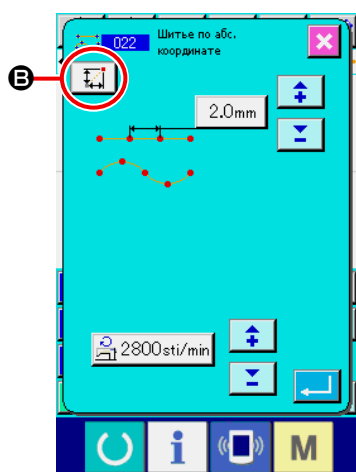 022
Шитье по абс.
координате
B
2.0mm
2800sti/min
i
M